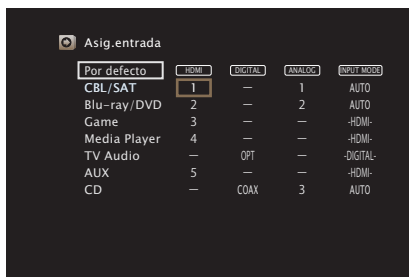 Asig.entrada
Por defecto HDMI DIGITAL ANALOG INPUT MODE
CBL/SAT 1 — 1 AUTO
Blu-ray/DVD 2 — 2 AUTO
Game 3 — — -HDMI-
Media Player 4 — — -HDMI-
TV Audio — OPT — -DIGITAL-
AUX 5 — — -HDMI-
CD — COAX 3 AUTO